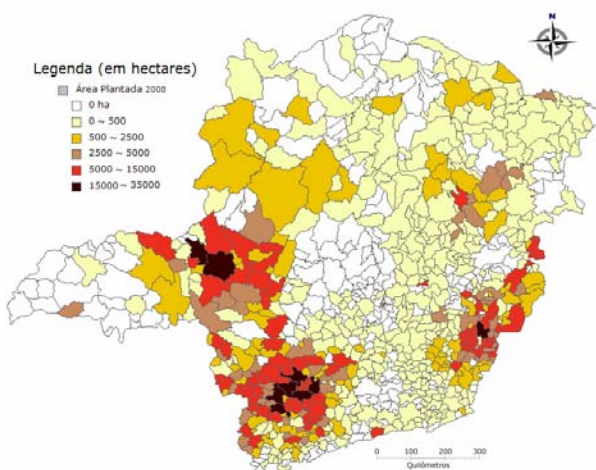 N
Legenda (em hectares)
Área Plantada 2008
0 ha
0 ~ 500
500 ~ 2500
2500 ~ 5000
5000 ~ 15000
15000 ~ 35000
0 100 200 300
Quilómetros